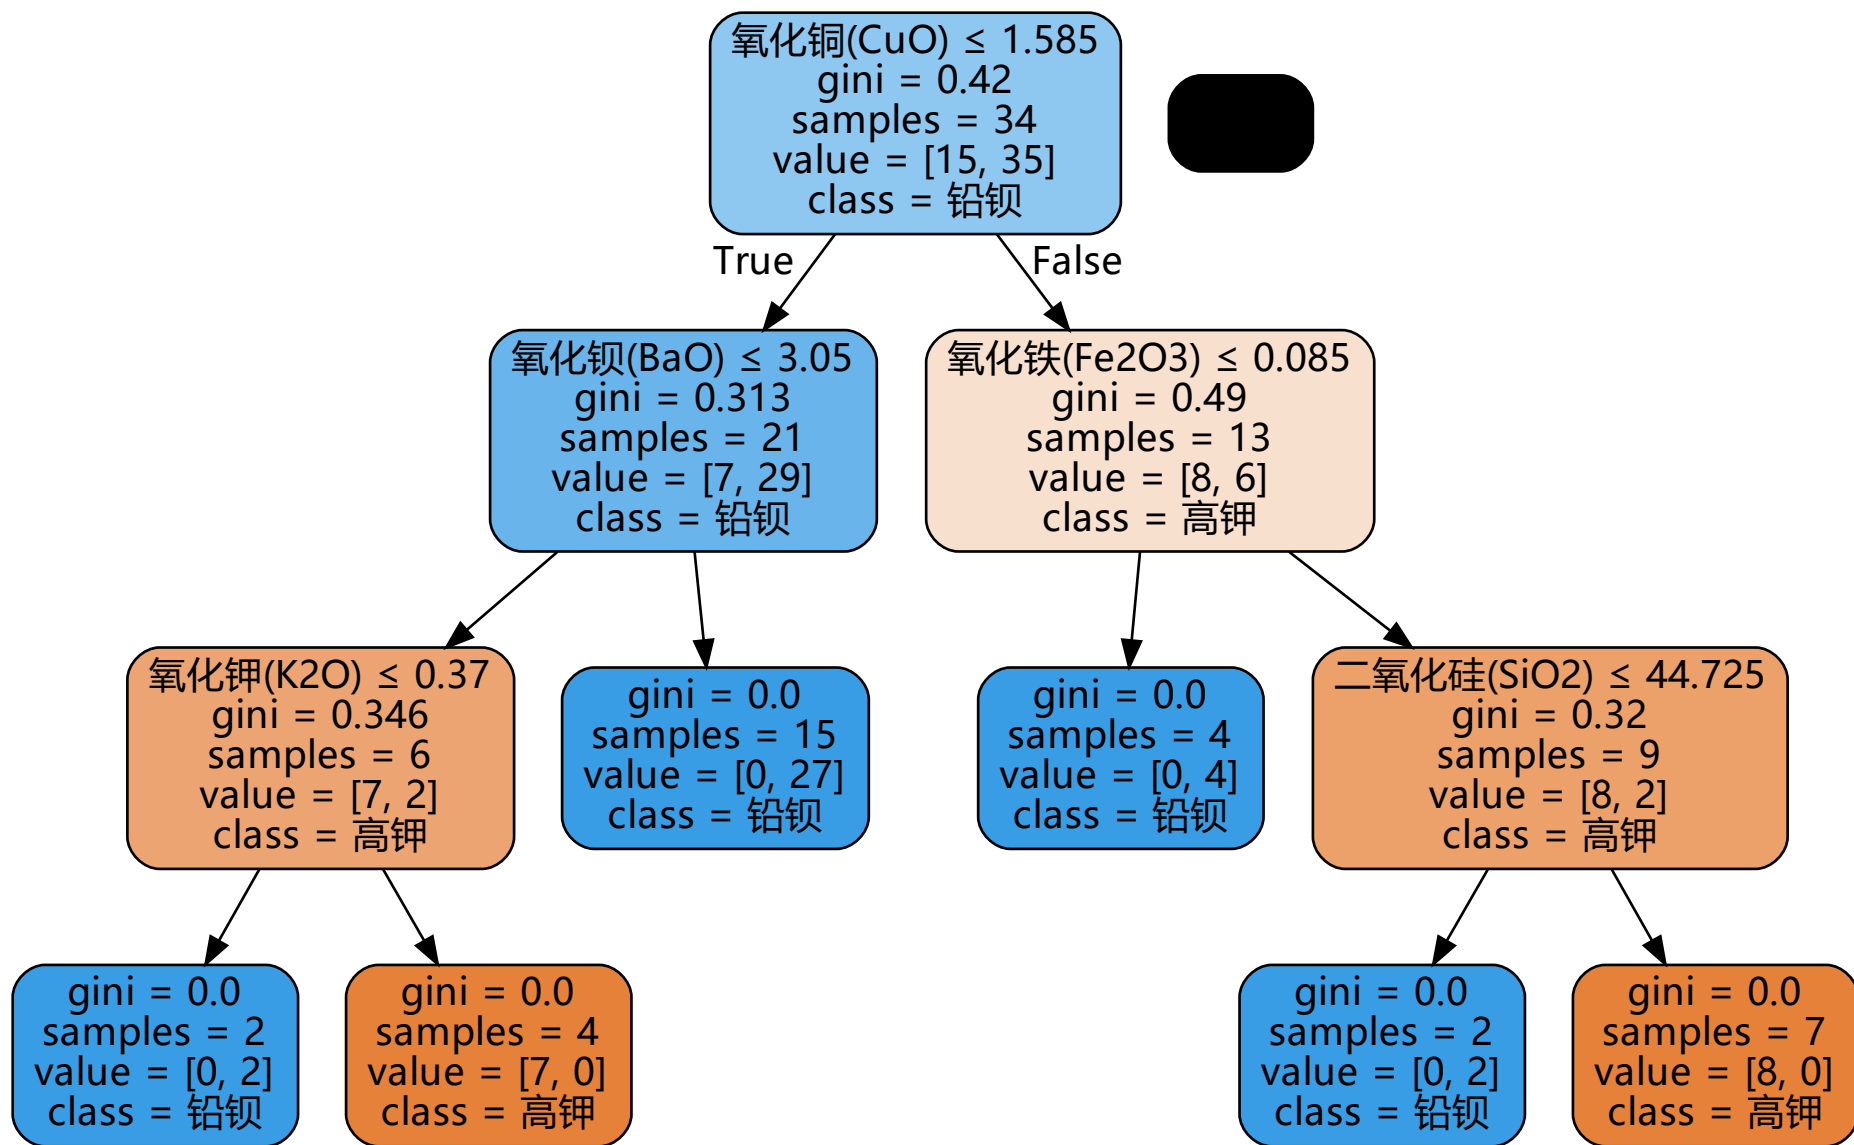 氧化铜(CuO) ≤ 1.585
gini = 0.42
samples = 34
value = [15, 35]
class = 铅钡
True
False
氧化钡(BaO) ≤ 3.05
gini = 0.313
samples = 21
value = [7, 29]
class = 铅钡
氧化铁(Fe2O3) ≤ 0.085
gini = 0.49
samples = 13
value = [8, 6]
class = 高钾
氧化钾(K2O) ≤ 0.37
gini = 0.346
samples = 6
value = [7, 2]
class = 高钾
gini = 0.0
samples = 15
value = [0, 27]
class = 铅钡
gini = 0.0
samples = 4
value = [0, 4]
class = 铅钡
二氧化硅(SiO2) ≤ 44.725
gini = 0.32
samples = 9
value = [8, 2]
class = 高钾
gini = 0.0
samples = 2
value = [0, 2]
class = 铅钡
gini = 0.0
samples = 4
value = [7, 0]
class = 高钾
gini = 0.0
samples = 2
value = [0, 2]
class = 铅钡
gini = 0.0
samples = 7
value = [8, 0]
class = 高钾